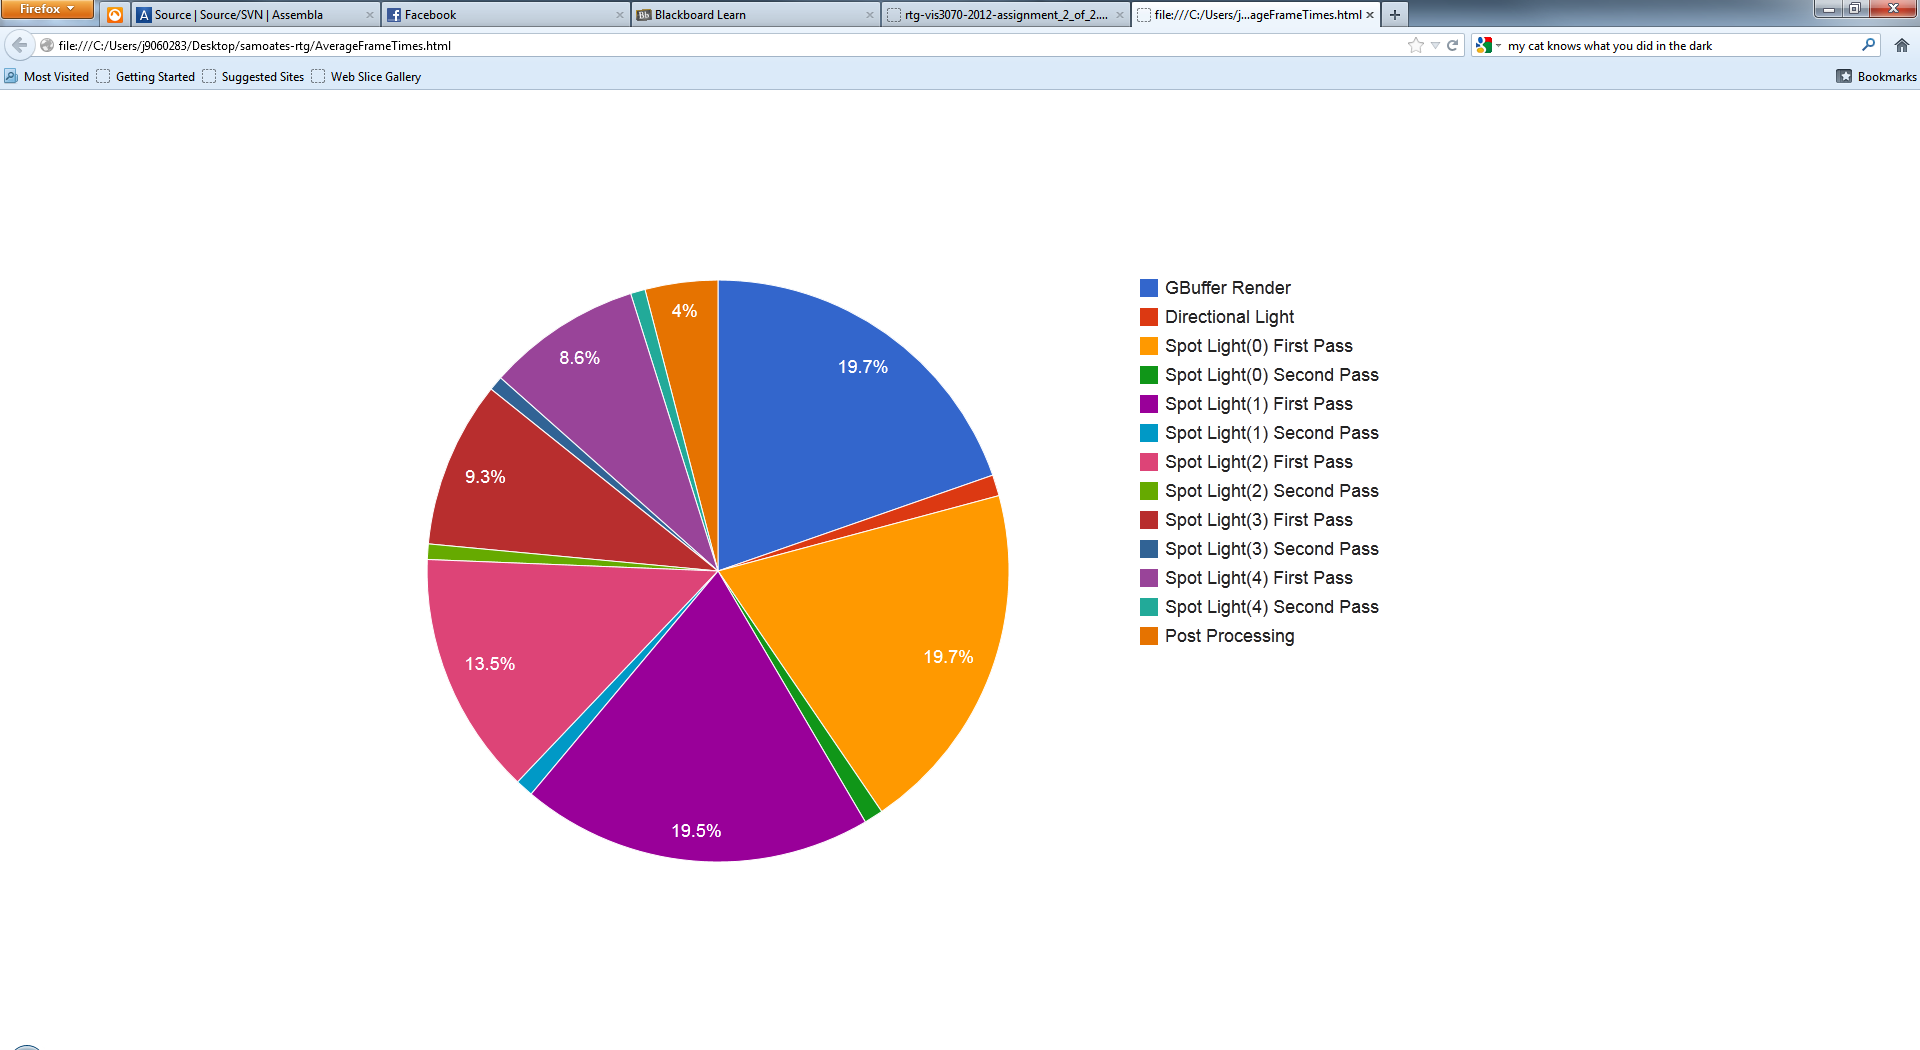 Firefox
Source | Source/SVN | Assembla
Facebook
Bb Blackboard Learn
rtg-vis3070-2012-assignment_2_of_2....
file:///C:/Users/j...ageFrameTimes.html
file:///C:/Users/j9060283/Desktop/samoates-rtg/AverageFrameTimes.html
my cat knows what you did in the dark
Most Visited
Getting Started
Suggested Sites
Web Slice Gallery
Bookmarks
4%
19.7%
8.6%
9.3%
19.7%
13.5%
19.5%
GBuffer Render
Directional Light
Spot Light(0) First Pass
Spot Light(0) Second Pass
Spot Light(1) First Pass
Spot Light(1) Second Pass
Spot Light(2) First Pass
Spot Light(2) Second Pass
Spot Light(3) First Pass
Spot Light(3) Second Pass
Spot Light(4) First Pass
Spot Light(4) Second Pass
Post Processing